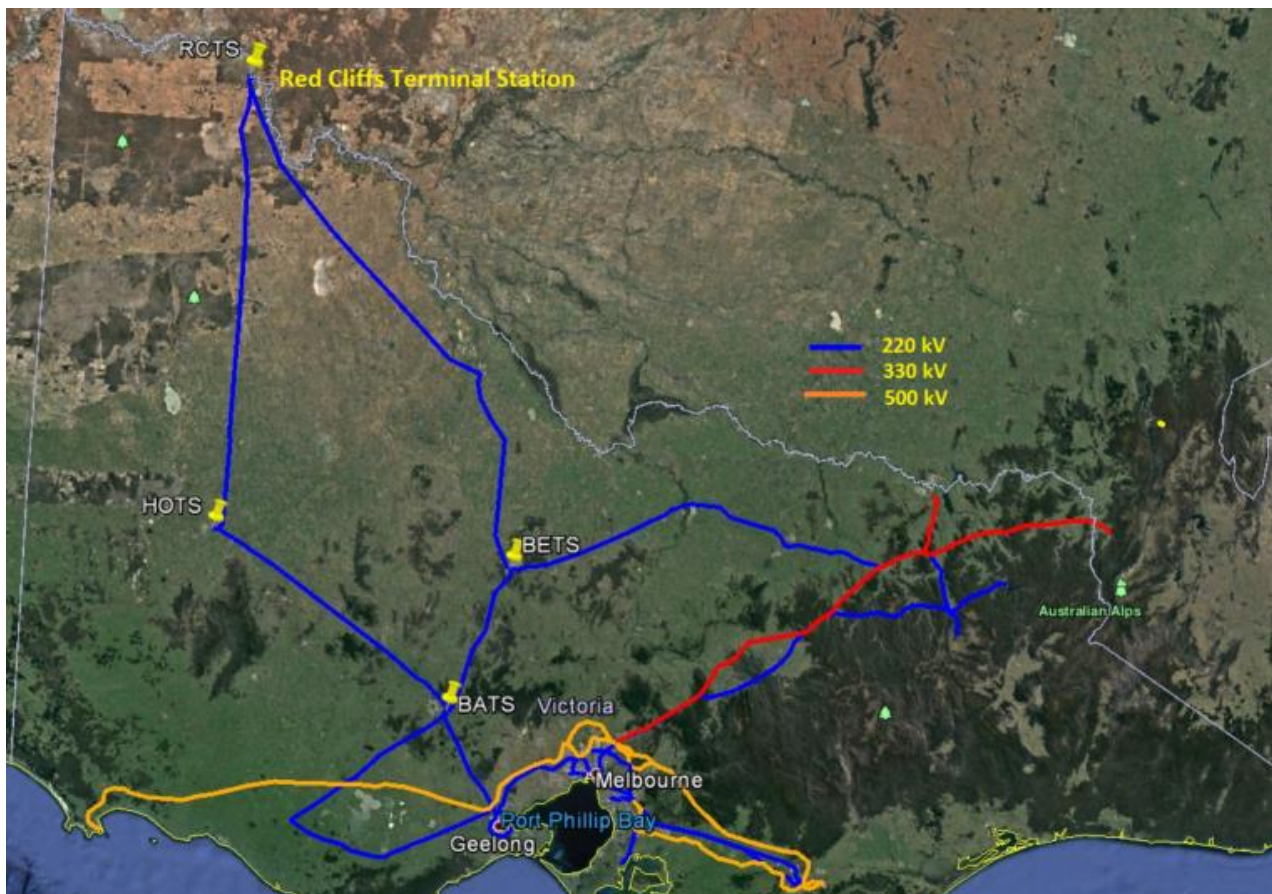 RCTS
Red Cliffs Terminal Station
220 kV
330 kV
500 kV
HOTS
BETS
Australian Alps
BATS
Victoria
Melbourne
Port Phillip Bay
Geelong